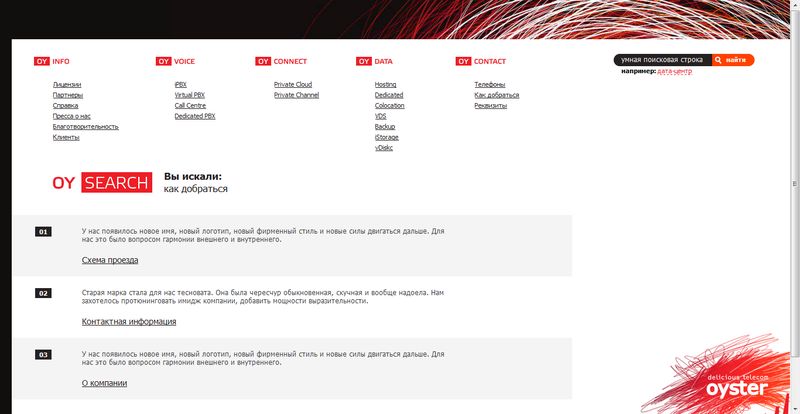 OY INFO
OY VOICE
OY CONNECT
OY DATA
OY CONTACT
умная поисковая строка
найти
например: дата-центр
Лицензии
Партнеры
Справка
Пресса о нас
Благотворительность
Клиенты
iPBX
Virtual PBX
Call Centre
Dedicated PBX
Private Cloud
Private Channel
Hosting
Dedicated
Colocation
VDS
Backup
iStorage
vDiskc
Телефоны
Как добраться
Реквизиты
OY SEARCH
Вы искали:
как добраться
01
У нас появилось новое имя, новый логотип, новый фирменный стиль и новые силы двигаться дальше. Для
нас это было вопросом гармонии внешнего и внутреннего.
Схема проезда
02
Старая марка стала для нас тесновата. Она была чересчур обыкновенная, скучная и вообще надоела. Нам
захотелось протюнинговать имидж компании, добавить мощности выразительности.
Контактная информация
03
У нас появилось новое имя, новый логотип, новый фирменный стиль и новые силы двигаться дальше. Для
нас это было вопросом гармонии внешнего и внутреннего.
О компании
delicious telecom
oyster